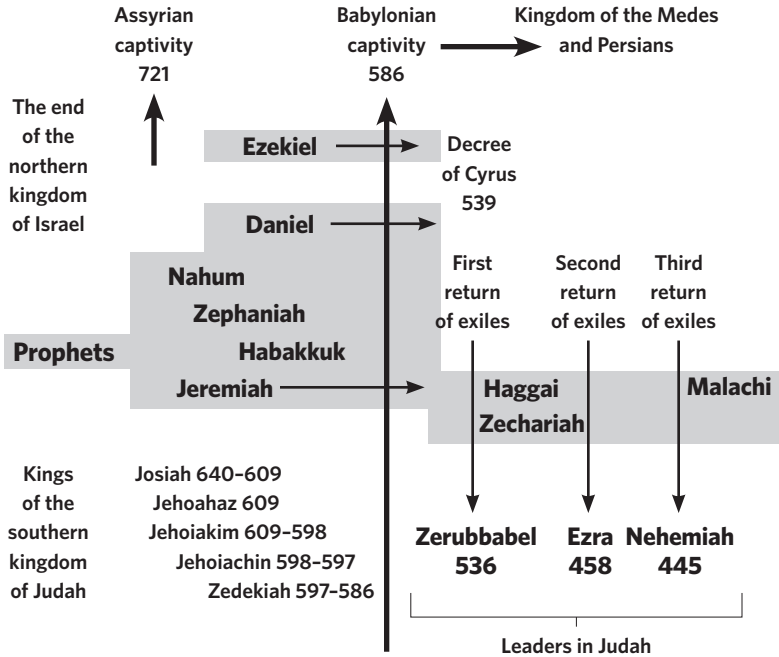 Assyrian
captivity
721
Babylonian
captivity
586
Kingdom of the Medes
and Persians
The end
of the
northern
kingdom
of Israel
Ezekiel
Decree
of Cyrus
539
Daniel
First
return
of exiles
Second
return
of exiles
Third
return
of exiles
Prophets
Nahum
Zephaniah
Habakkuk
Jeremiah
Haggai
Zechariah
Malachi
Kings
of the
southern
kingdom
of Judah
Josiah 640–609
Jehoahaz 609
Jehoiakim 609–598
Jehoiachin 598–597
Zedekiah 597–586
Zerubbabel
536
Ezra
458
Nehemiah
445
Leaders in Judah